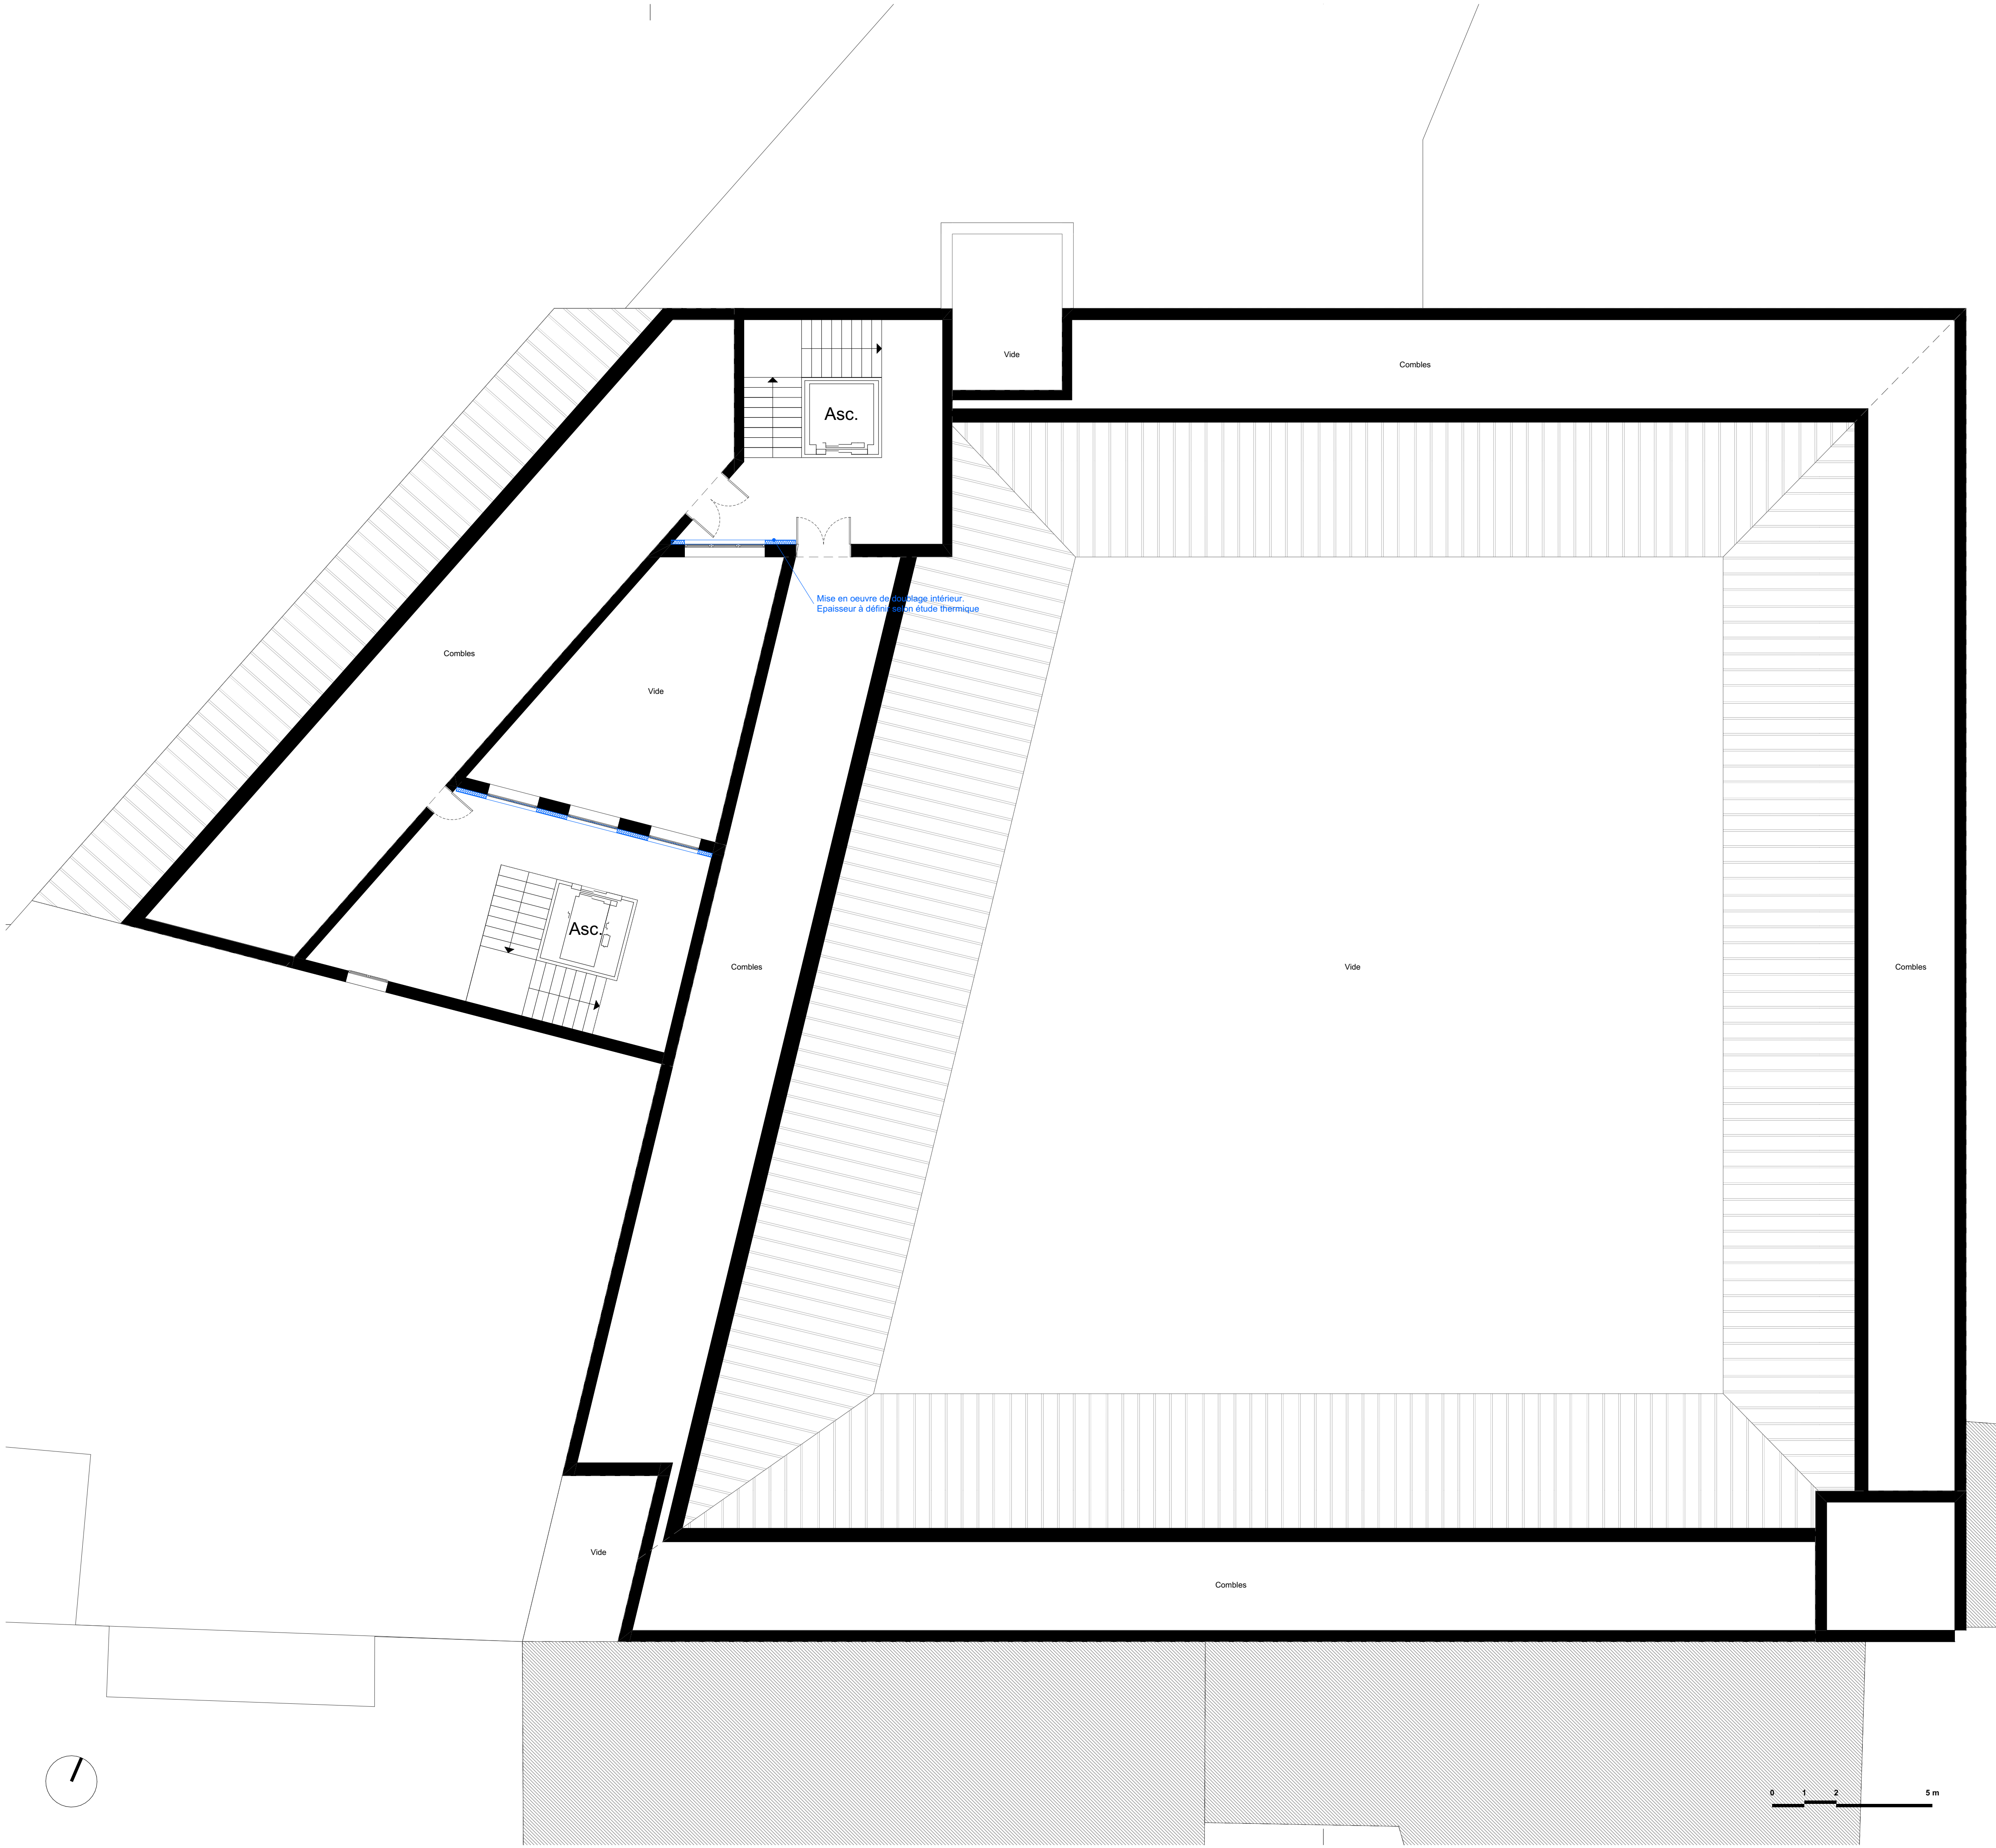 Vide
Combles
Asc.
Mise en oeuvre de doublage intérieur.
Epaisseur à définir selon étude thermique
Combles
Vide
Asc.
Combles
Vide
Combles
Vide
Combles
0 1 2 5 m